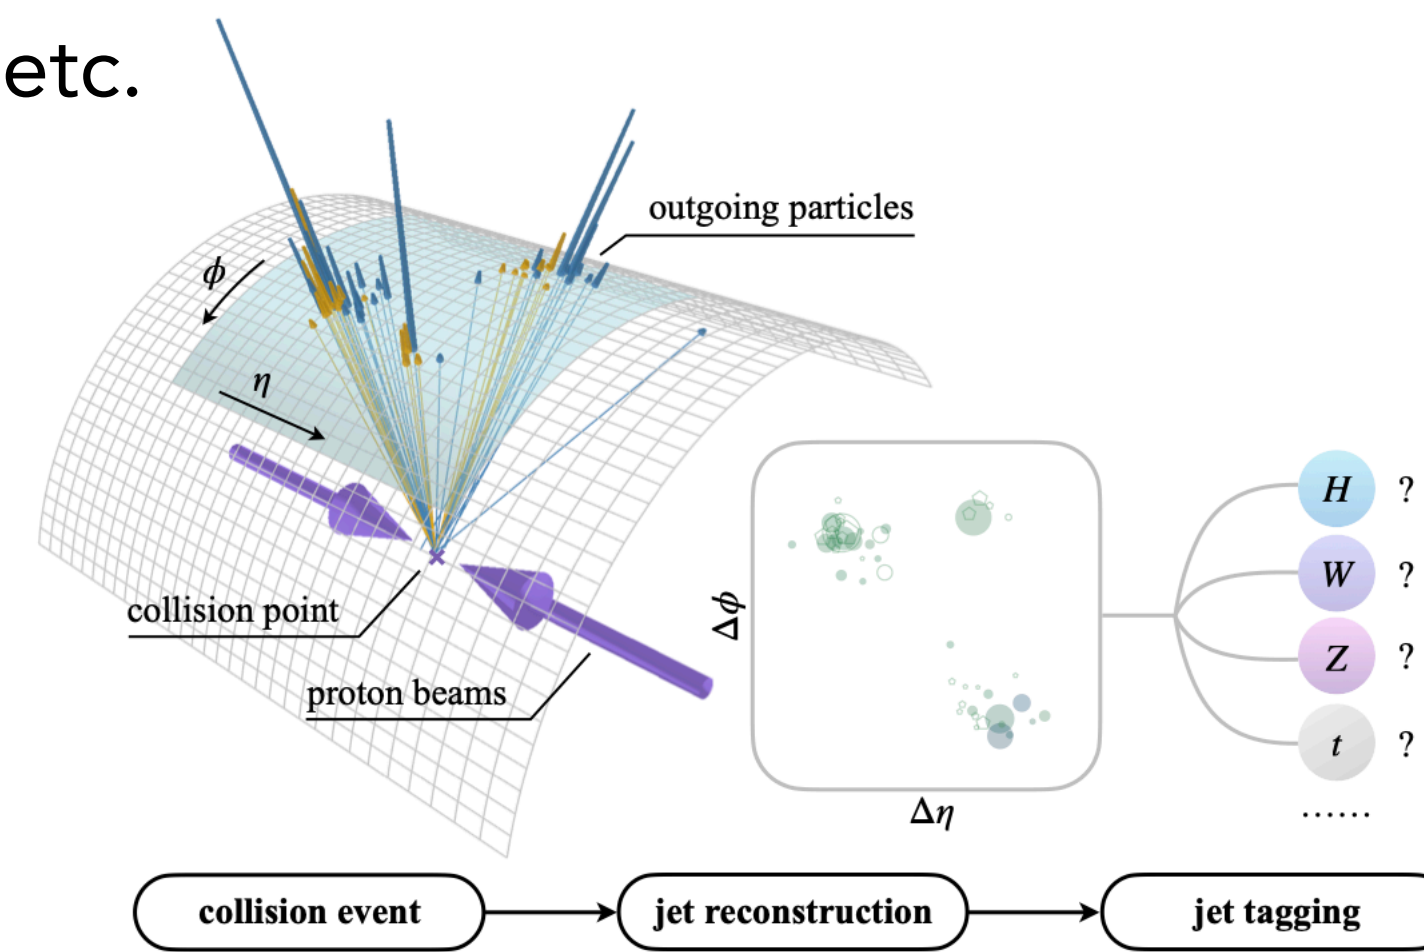 etc.
outgoing particles
ϕ
η
collision point
proton beams
Δϕ
Δη
H ?
W ?
Z ?
t ?
......
collision event
jet reconstruction
jet tagging